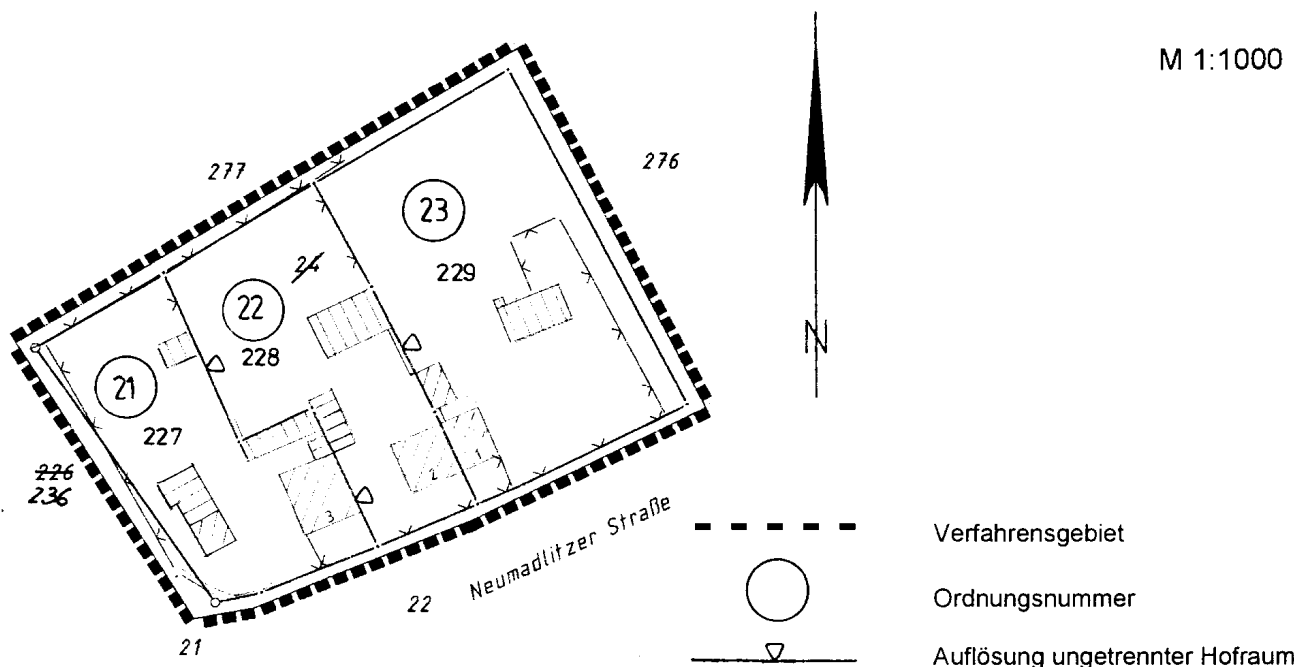 M 1:1000
277
276
23
24
229
22
228
21
227
N
226
236
3
2
1
Neumadlitzer Straße
22
21
Verfahrensgebiet
Ordnungsnummer
Auflösung ungetrennter Hofraum